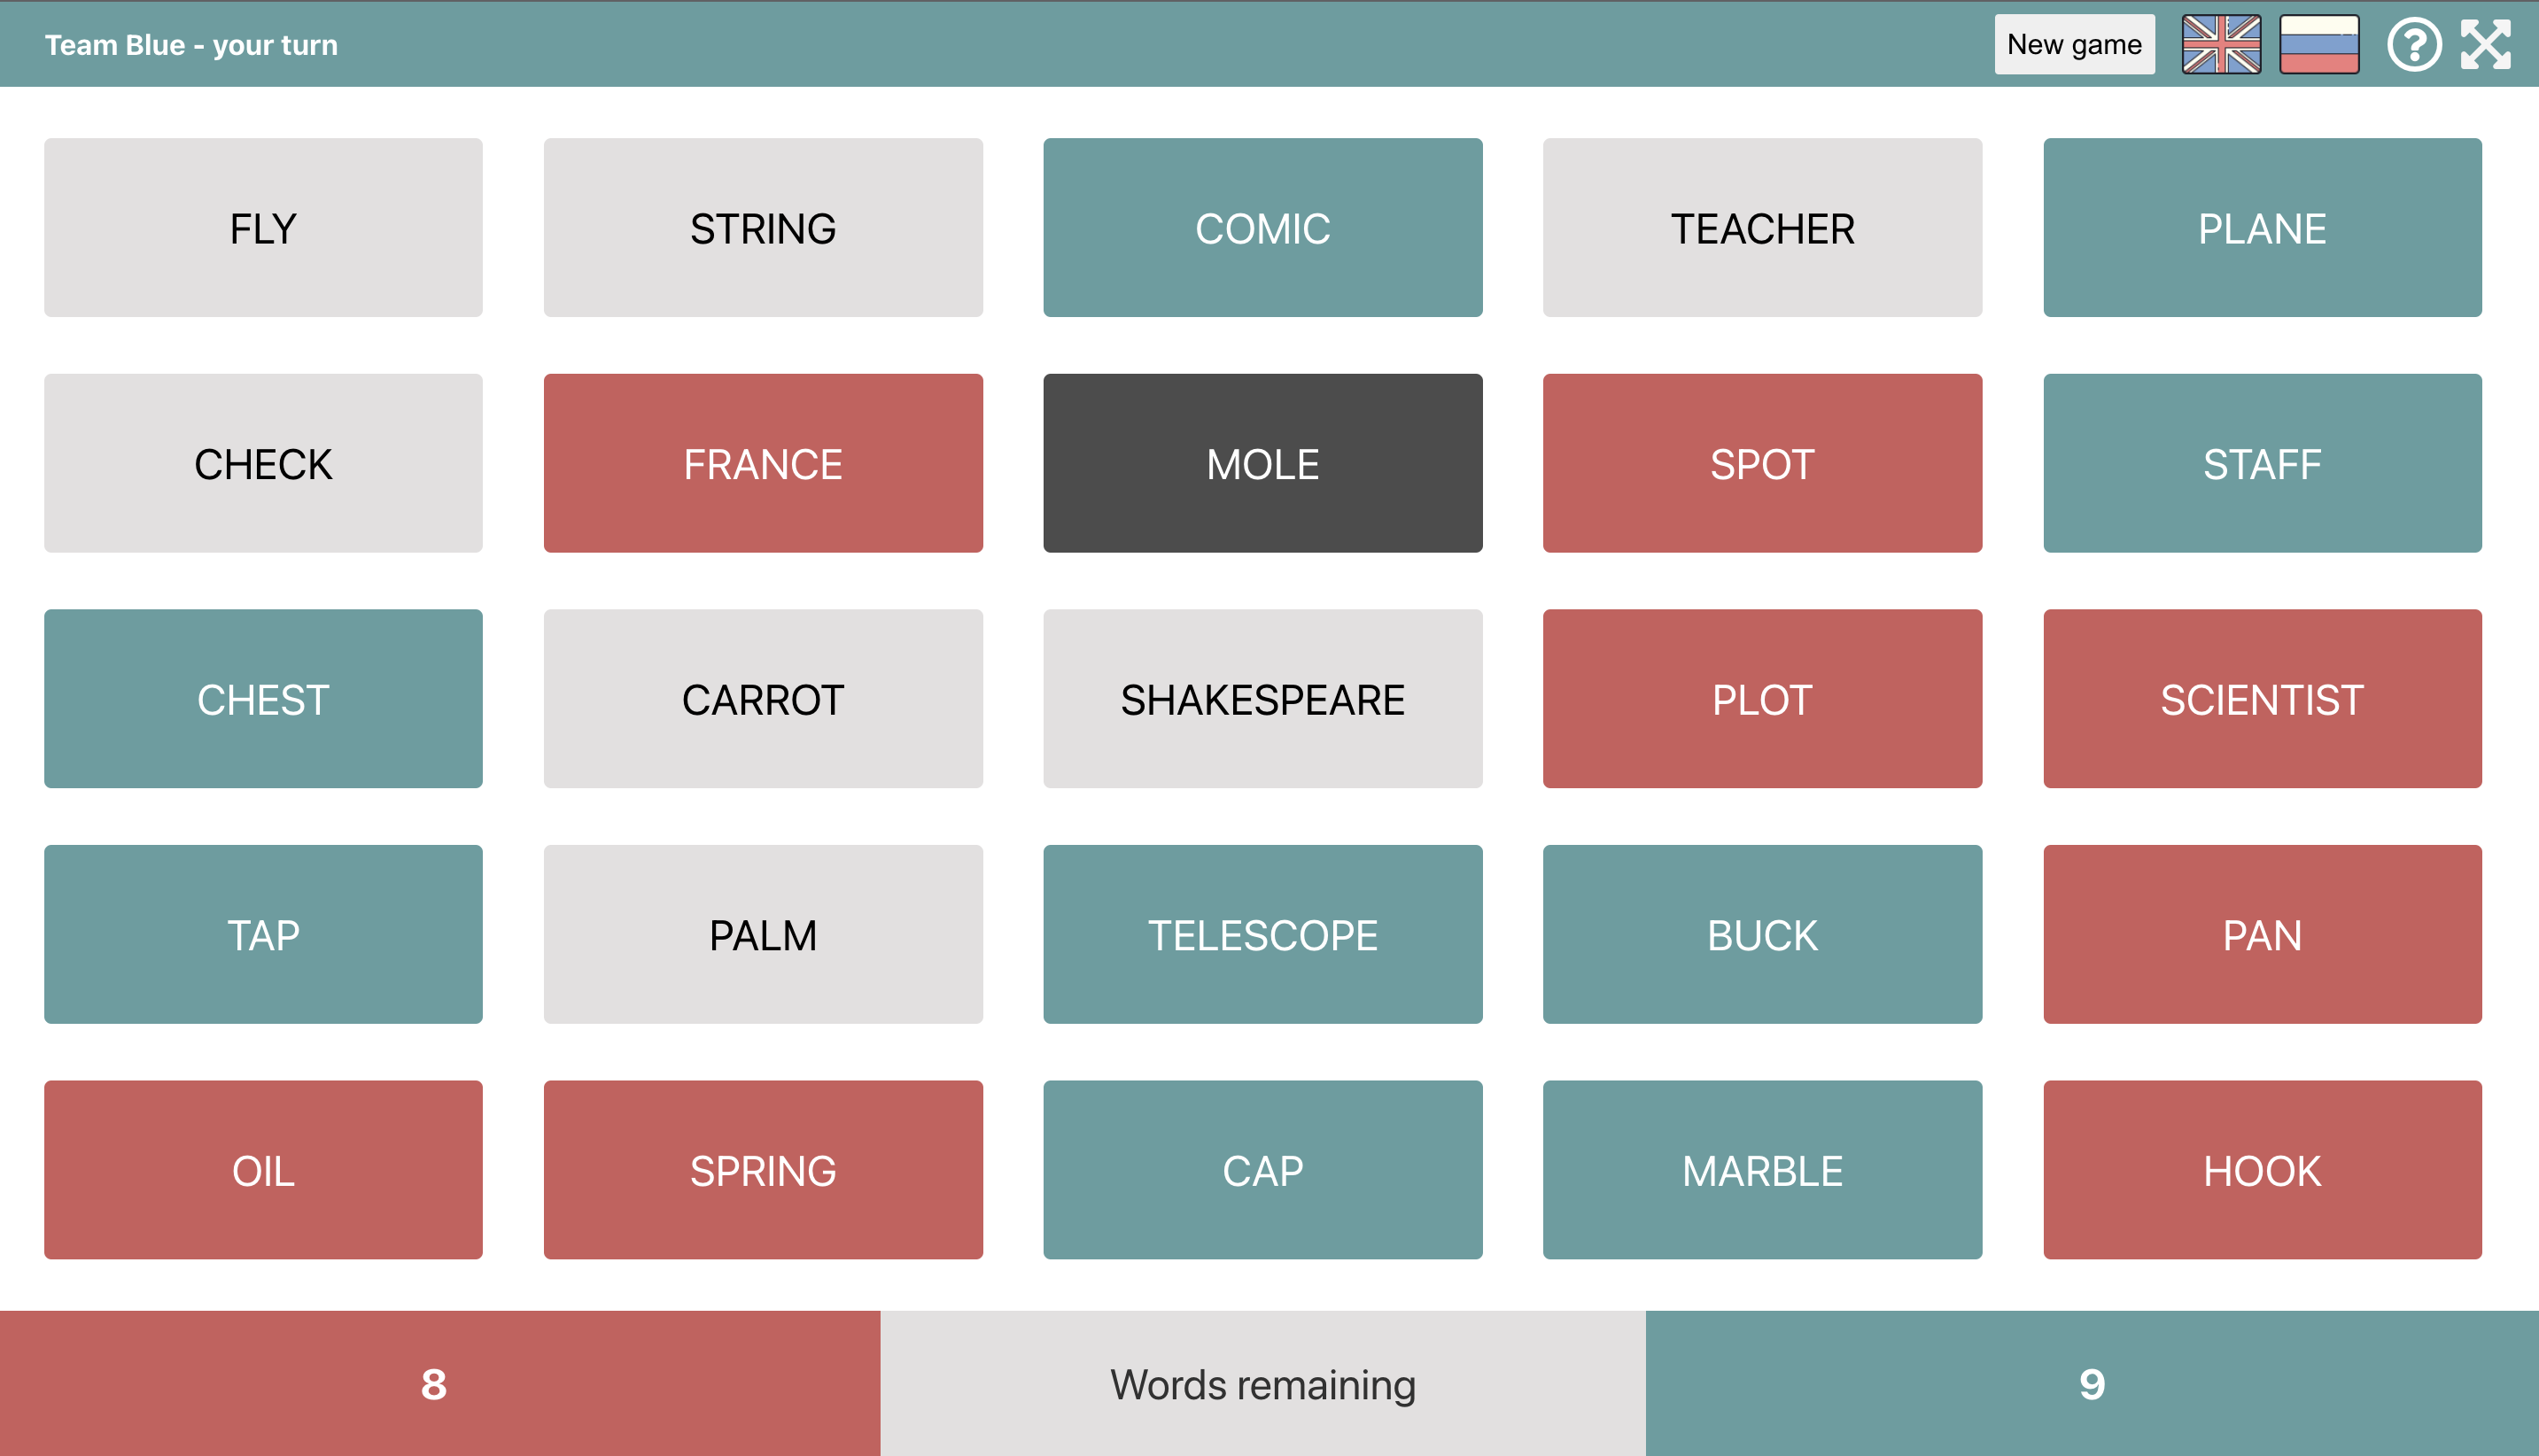 Team Blue - your turn
New game
FLY
STRING
COMIC
TEACHER
PLANE
CHECK
FRANCE
MOLE
SPOT
STAFF
CHEST
CARROT
SHAKESPEARE
PLOT
SCIENTIST
TAP
PALM
TELESCOPE
BUCK
PAN
OIL
SPRING
CAP
MARBLE
HOOK
8
Words remaining
9